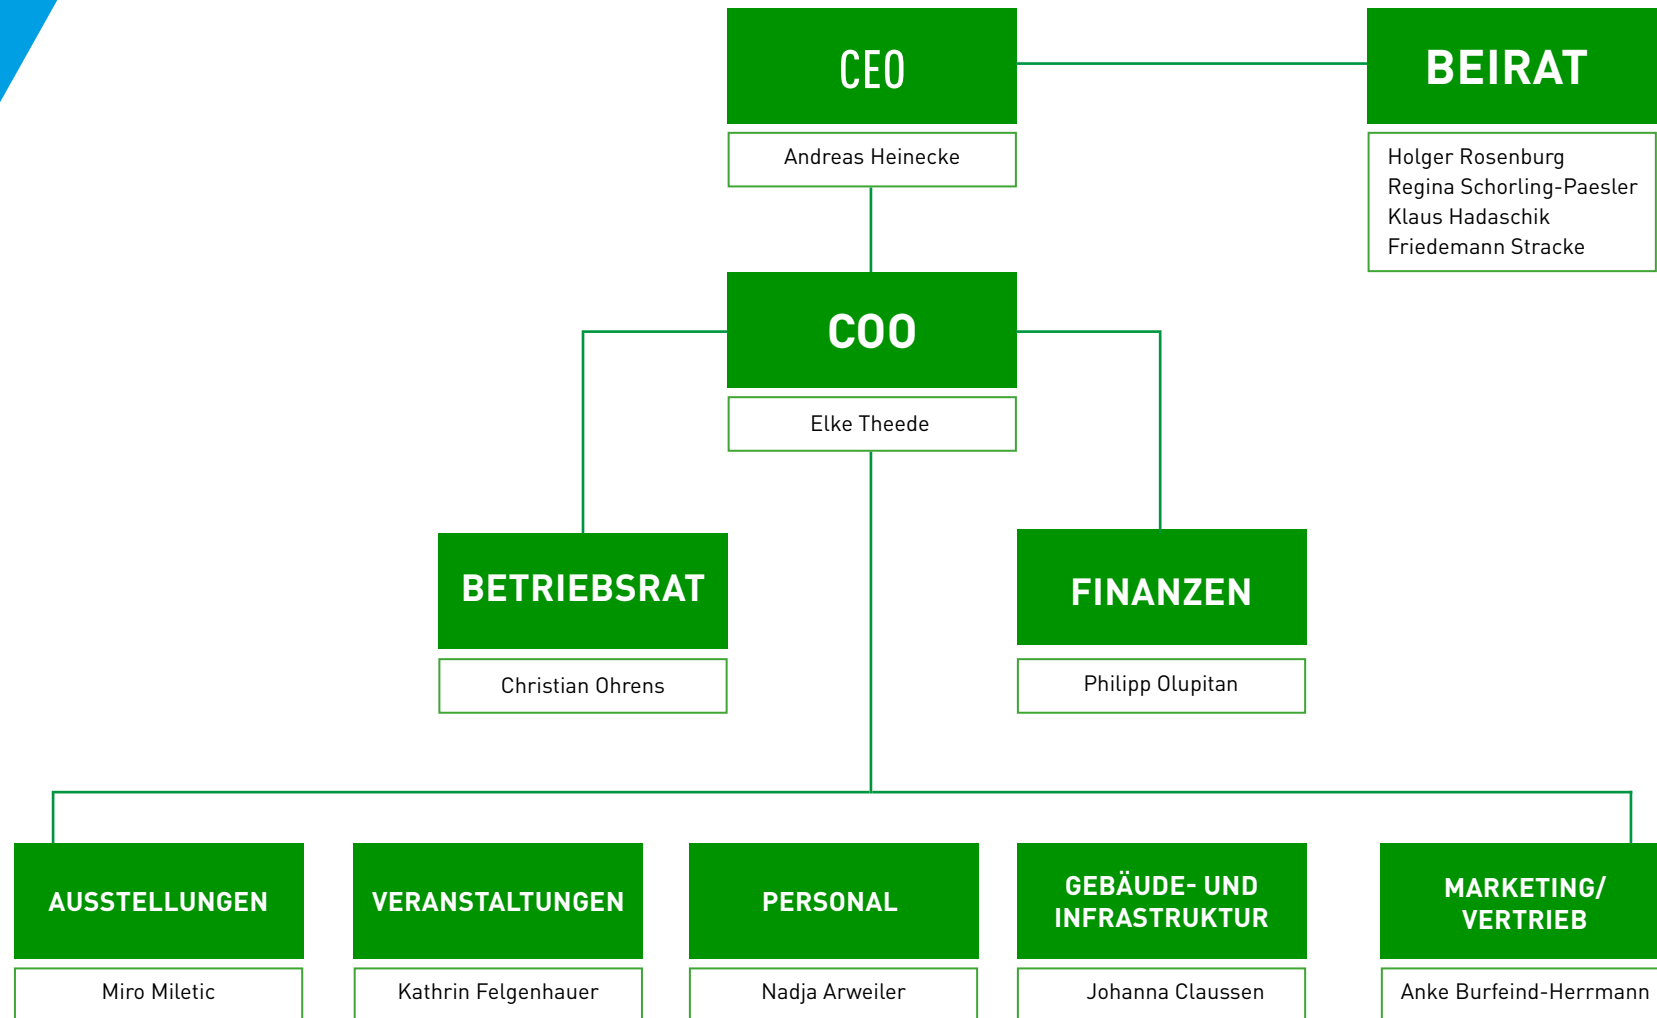 CEO
Andreas Heinecke
BEIRAT
Holger Rosenburg
Regina Schorling-Paesler
Klaus Hadaschik
Friedemann Stracke
COO
Elke Theede
BETRIEBSRAT
Christian Ohrens
FINANZEN
Philipp Olupitan
AUSSTELLUNGEN
Miro Miletic
VERANSTALTUNGEN
Kathrin Felgenhauer
PERSONAL
Nadja Arweiler
GEBÄUDE- UND
INFRASTRUKTUR
Johanna Claussen
MARKETING/
VERTRIEB
Anke Burfeind-Herrmann